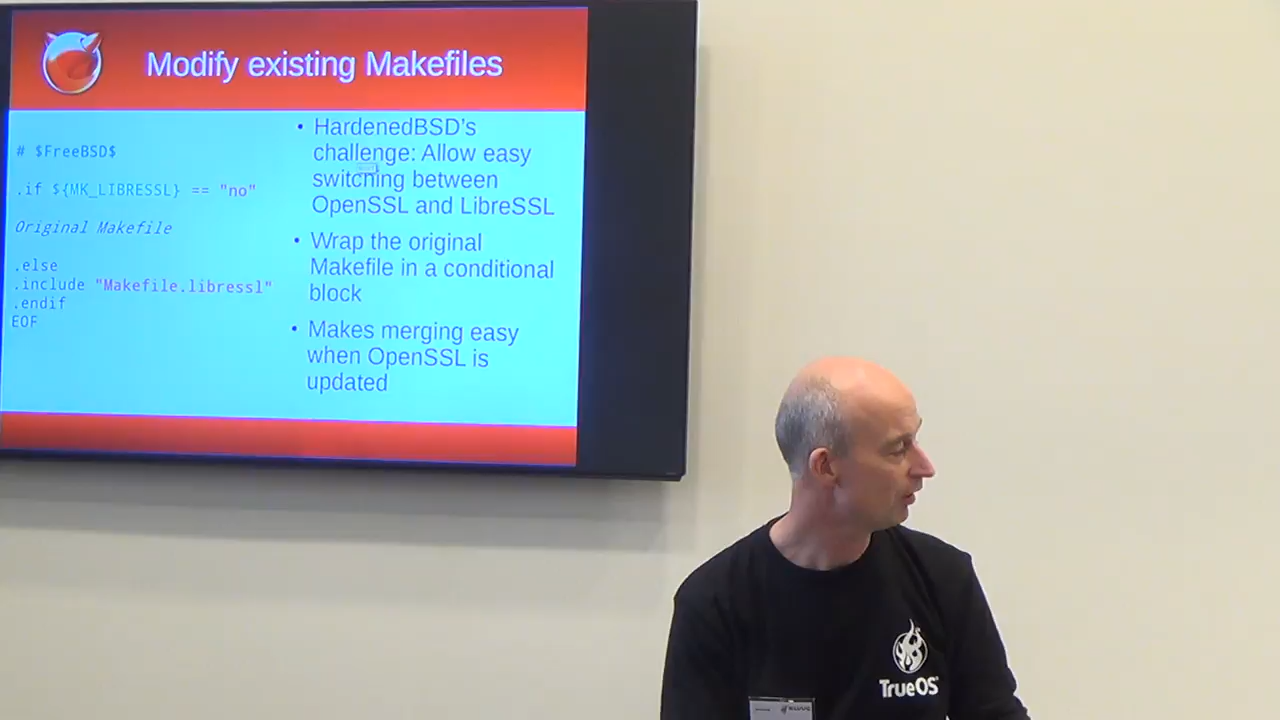 Modify existing Makefiles
# $FreeBSD$
.if ${MK_LIBRESSL} == "no"
Original Makefile
.else
.include "Makefile.libressl"
.endif
EOF
• HardenedBSD's
challenge: Allow easy
switching between
OpenSSL and LibreSSL
• Wrap the original
Makefile in a conditional
block
• Makes merging easy
when OpenSSL is
updated
TrueOS